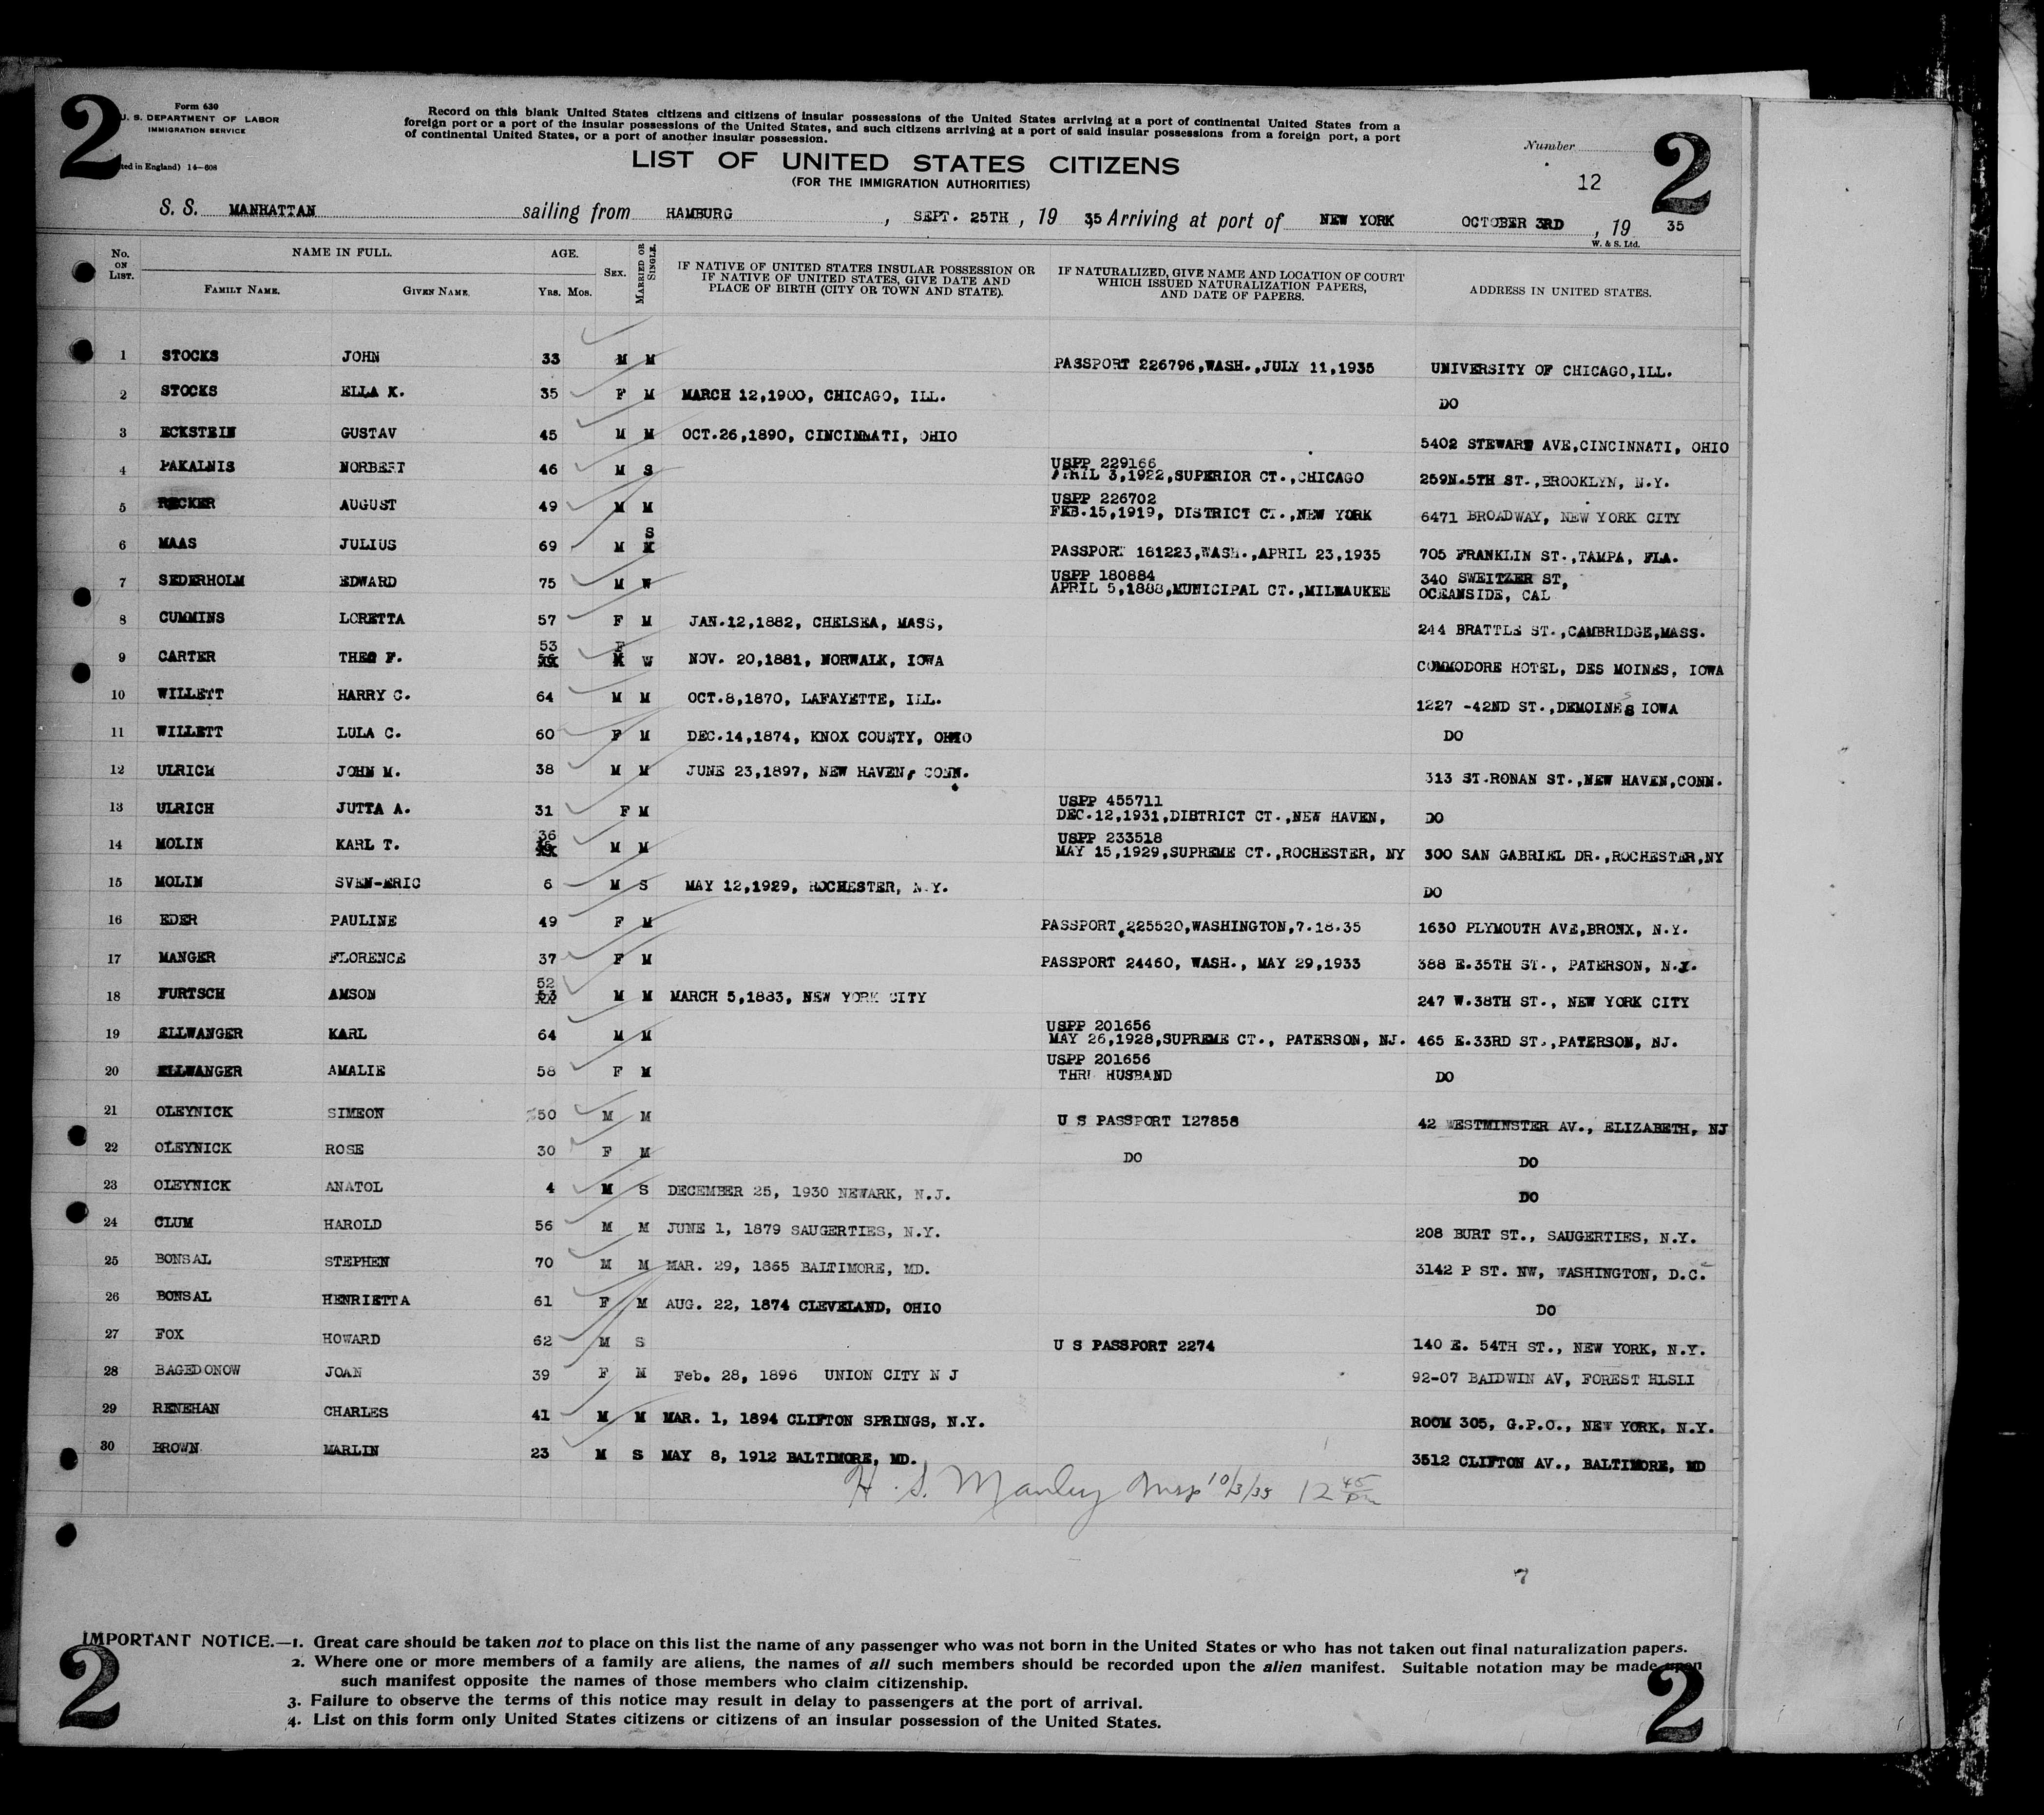 2
Form 630
U. S. DEPARTMENT OF LABOR
IMMIGRATION SERVICE
ted in England) 14—608
Record on this blank United States citizens and citizens of insular possessions of the United States arriving at a port of continental United States from a
foreign port or a port of the insular possessions of the United States, and such citizens arriving at a port of said insular possessions from a foreign port, a port
of continental United States, or a port of another insular possession.
LIST OF UNITED STATES CITIZENS
(FOR THE IMMIGRATION AUTHORITIES)
Number
12
2
S. S. MANHATTAN sailing from HAMBURG , SEPT. 25TH , 19 35 Arriving at port of NEW YORK OCTOBER 3RD , 19 35
W. & S. Ltd.
No. ON LIST. NAME IN FULL. FAMILY NAME. GIVEN NAME. AGE. YRS. MOS. SEX. MARRIED OR SINGLE. IF NATIVE OF UNITED STATES INSULAR POSSESSION OR IF NATIVE OF UNITED STATES, GIVE DATE AND PLACE OF BIRTH (CITY OR TOWN AND STATE). IF NATURALIZED, GIVE NAME AND LOCATION OF COURT WHICH ISSUED NATURALIZATION PAPERS, AND DATE OF PAPERS. ADDRESS IN UNITED STATES.
1 STOCKS JOHN 33 M M PASSPORT 226796,WASH.,JULY 11,1935 UNIVERSITY OF CHICAGO,ILL.
2 STOCKS ELLA K. 35 F M MARCH 12,1900, CHICAGO, ILL. DO
3 ECKSTEIN GUSTAV 45 M M OCT.26,1890, CINCINNATI, OHIO 5402 STEWART AVE,CINCINNATI, OHIO
4 PAKALNIS NORBERT 46 M S USPP 229166
APRIL 3,1922,SUPERIOR CT.,CHICAGO 259N.5TH ST.,BROOKLYN, N.Y.
5 RECKER AUGUST 49 M M USPP 226702
FEB.15,1919, DISTRICT CT.,NEW YORK 6471 BROADWAY, NEW YORK CITY
S
6 MAAS JULIUS 69 M PASSPORT 181223,WASH.,APRIL 23,1935 705 FRANKLIN ST.,TAMPA, FLA.
7 SEDERHOLM EDWARD 75 M W USPP 180884 340 SWEITZER ST,
APRIL 5,1888,MUNICIPAL CT.,MILWAUKEE OCEANSIDE, CAL
8 CUMMINS LORETTA 57 F M JAN.12,1882, CHELSEA, MASS, 244 BRATTLE ST.,CAMBRIDGE,MASS.
53 F
9 CARTER THEO F. W NOV. 20,1881, NORWALK, IOWA COMMODORE HOTEL, DES MOINES, IOWA
10 WILLETT HARRY C. 64 M M OCT.8,1870, LAFAYETTE, ILL. 1227 -42ND ST.,DEMOINES IOWA
11 WILLETT LULA C. 60 F M DEC.14,1874, KNOX COUNTY, OHIO DO
12 ULRICH JOHN M. 38 M M JUNE 23,1897, NEW HAVEN, CONN. 313 ST.RONAN ST.,NEW HAVEN,CONN.
13 ULRICH JUTTA A. 31 F M USPP 455711
DEC.12,1931,DISTRICT CT.,NEW HAVEN, DO
36
14 MOLIN KARL T. M M USPP 233518
MAY 15,1929,SUPREME CT.,ROCHESTER, NY 300 SAN GABRIEL DR.,ROCHESTER,NY
15 MOLIN SVEN-ERIC 6 M S MAY 12,1929, ROCHESTER, N.Y. DO
16 EDER PAULINE 49 F M PASSPORT 225520,WASHINGTON,7.18.35 1630 PLYMOUTH AVE,BRONX, N.Y.
17 MANGER FLORENCE 37 F M PASSPORT 24460, WASH., MAY 29,1933 388 E.35TH ST., PATERSON, N.J.
52
18 FURTSCH AMSON 53 M M MARCH 5,1883, NEW YORK CITY 247 W.38TH ST., NEW YORK CITY
19 ELLWANGER KARL 64 M M USPP 201656
MAY 26,1928,SUPREME CT., PATERSON, NJ. 465 E.33RD ST.,PATERSON, NJ.
20 ELLWANGER AMALIE 58 F M USPP 201656
THRU HUSBAND DO
21 OLEYNICK SIMEON 50 M M U S PASSPORT 127858 42 WESTMINSTER AV., ELIZABETH, NJ
22 OLEYNICK ROSE 30 F M DO DO
23 OLEYNICK ANATOL 4 M S DECEMBER 25, 1930 NEWARK, N.J. DO
24 CLUM HAROLD 56 M M JUNE 1, 1879 SAUGERTIES, N.Y. 208 BURT ST., SAUGERTIES, N.Y.
25 BONSAL STEPHEN 70 M M MAR. 29, 1865 BALTIMORE, MD. 3142 P ST. NW, WASHINGTON, D.C.
26 BONSAL HENRIETTA 61 F M AUG. 22, 1874 CLEVELAND, OHIO DO
27 FOX HOWARD 62 M S U S PASSPORT 2274 140 E. 54TH ST., NEW YORK, N.Y.
28 BAGEDONOW JOAN 39 F M Feb. 28, 1896 UNION CITY N J 92-07 BAIDWIN AV, FOREST HLSLI
29 RENEHAN CHARLES 41 M M MAR. 1, 1894 CLIFTON SPRINGS, N.Y. ROOM 305, G.P.O., NEW YORK, N.Y.
30 BROWN MARLIN 23 M S MAY 8, 1912 BALTIMORE, MD. 3512 CLIFTON AV., BALTIMORE, MD
H. S. Manley Insp 10/3/35 12 45 pm
7
IMPORTANT NOTICE.—1. Great care should be taken not to place on this list the name of any passenger who was not born in the United States or who has not taken out final naturalization papers.
2. Where one or more members of a family are aliens, the names of all such members should be recorded upon the alien manifest. Suitable notation may be made upon
such manifest opposite the names of those members who claim citizenship.
3. Failure to observe the terms of this notice may result in delay to passengers at the port of arrival.
4. List on this form only United States citizens or citizens of an insular possession of the United States.
2
2